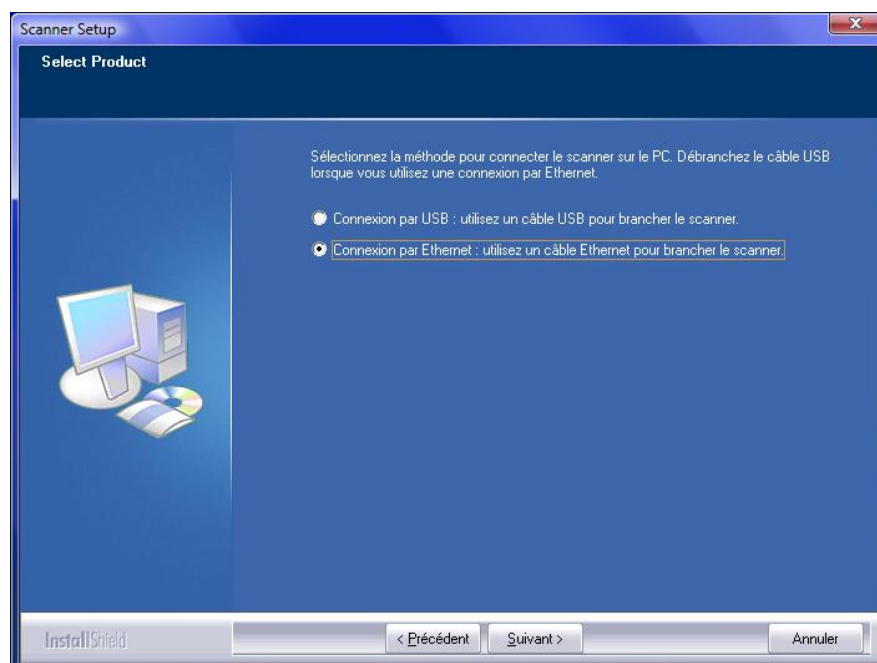 Scanner Setup
Select Product
Sélectionnez la méthode pour connecter le scanner sur le PC. Débranchez le câble USB
lorsque vous utilisez une connexion par Ethernet.
Connexion par USB : utilisez un câble USB pour brancher le scanner.
Connexion par Ethernet : utilisez un câble Ethernet pour brancher le scanner.
InstallShield
< Précédent
Suivant >
Annuler